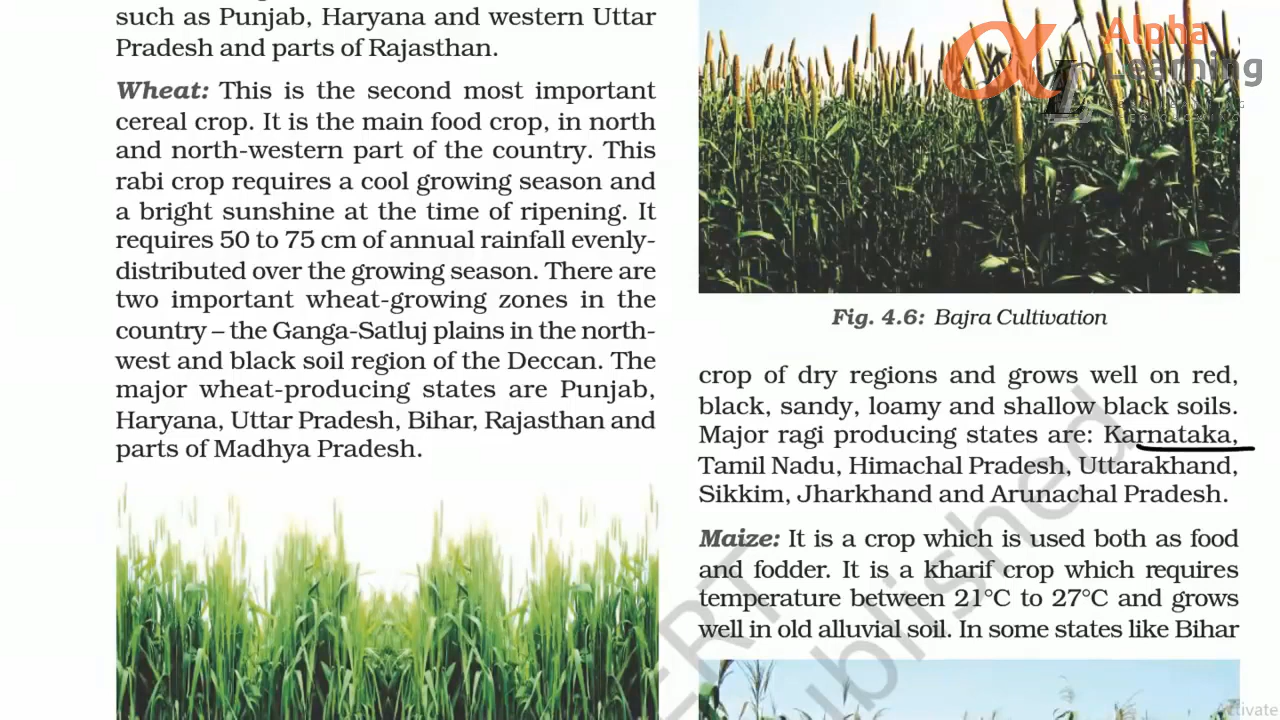 such as Punjab, Haryana and western Uttar
Pradesh and parts of Rajasthan.
Wheat: This is the second most important
cereal crop. It is the main food crop, in north
and north-western part of the country. This
rabi crop requires a cool growing season and
a bright sunshine at the time of ripening. It
requires 50 to 75 cm of annual rainfall evenly-
distributed over the growing season. There are
two important wheat-growing zones in the
country – the Ganga-Satluj plains in the north-
west and black soil region of the Deccan. The
major wheat-producing states are Punjab,
Haryana, Uttar Pradesh, Bihar, Rajasthan and
parts of Madhya Pradesh.
Alpha
Learning
Fig. 4.6: Bajra Cultivation
crop of dry regions and grows well on red,
black, sandy, loamy and shallow black soils.
Major ragi producing states are: Karnataka,
Tamil Nadu, Himachal Pradesh, Uttarakhand,
Sikkim, Jharkhand and Arunachal Pradesh.
Maize: It is a crop which is used both as food
and fodder. It is a kharif crop which requires
temperature between 21°C to 27°C and grows
well in old alluvial soil. In some states like Bihar